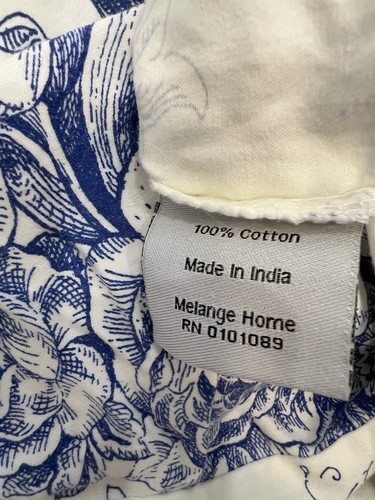 100% Cotton
Made In India
Melange Home
RN 0101089